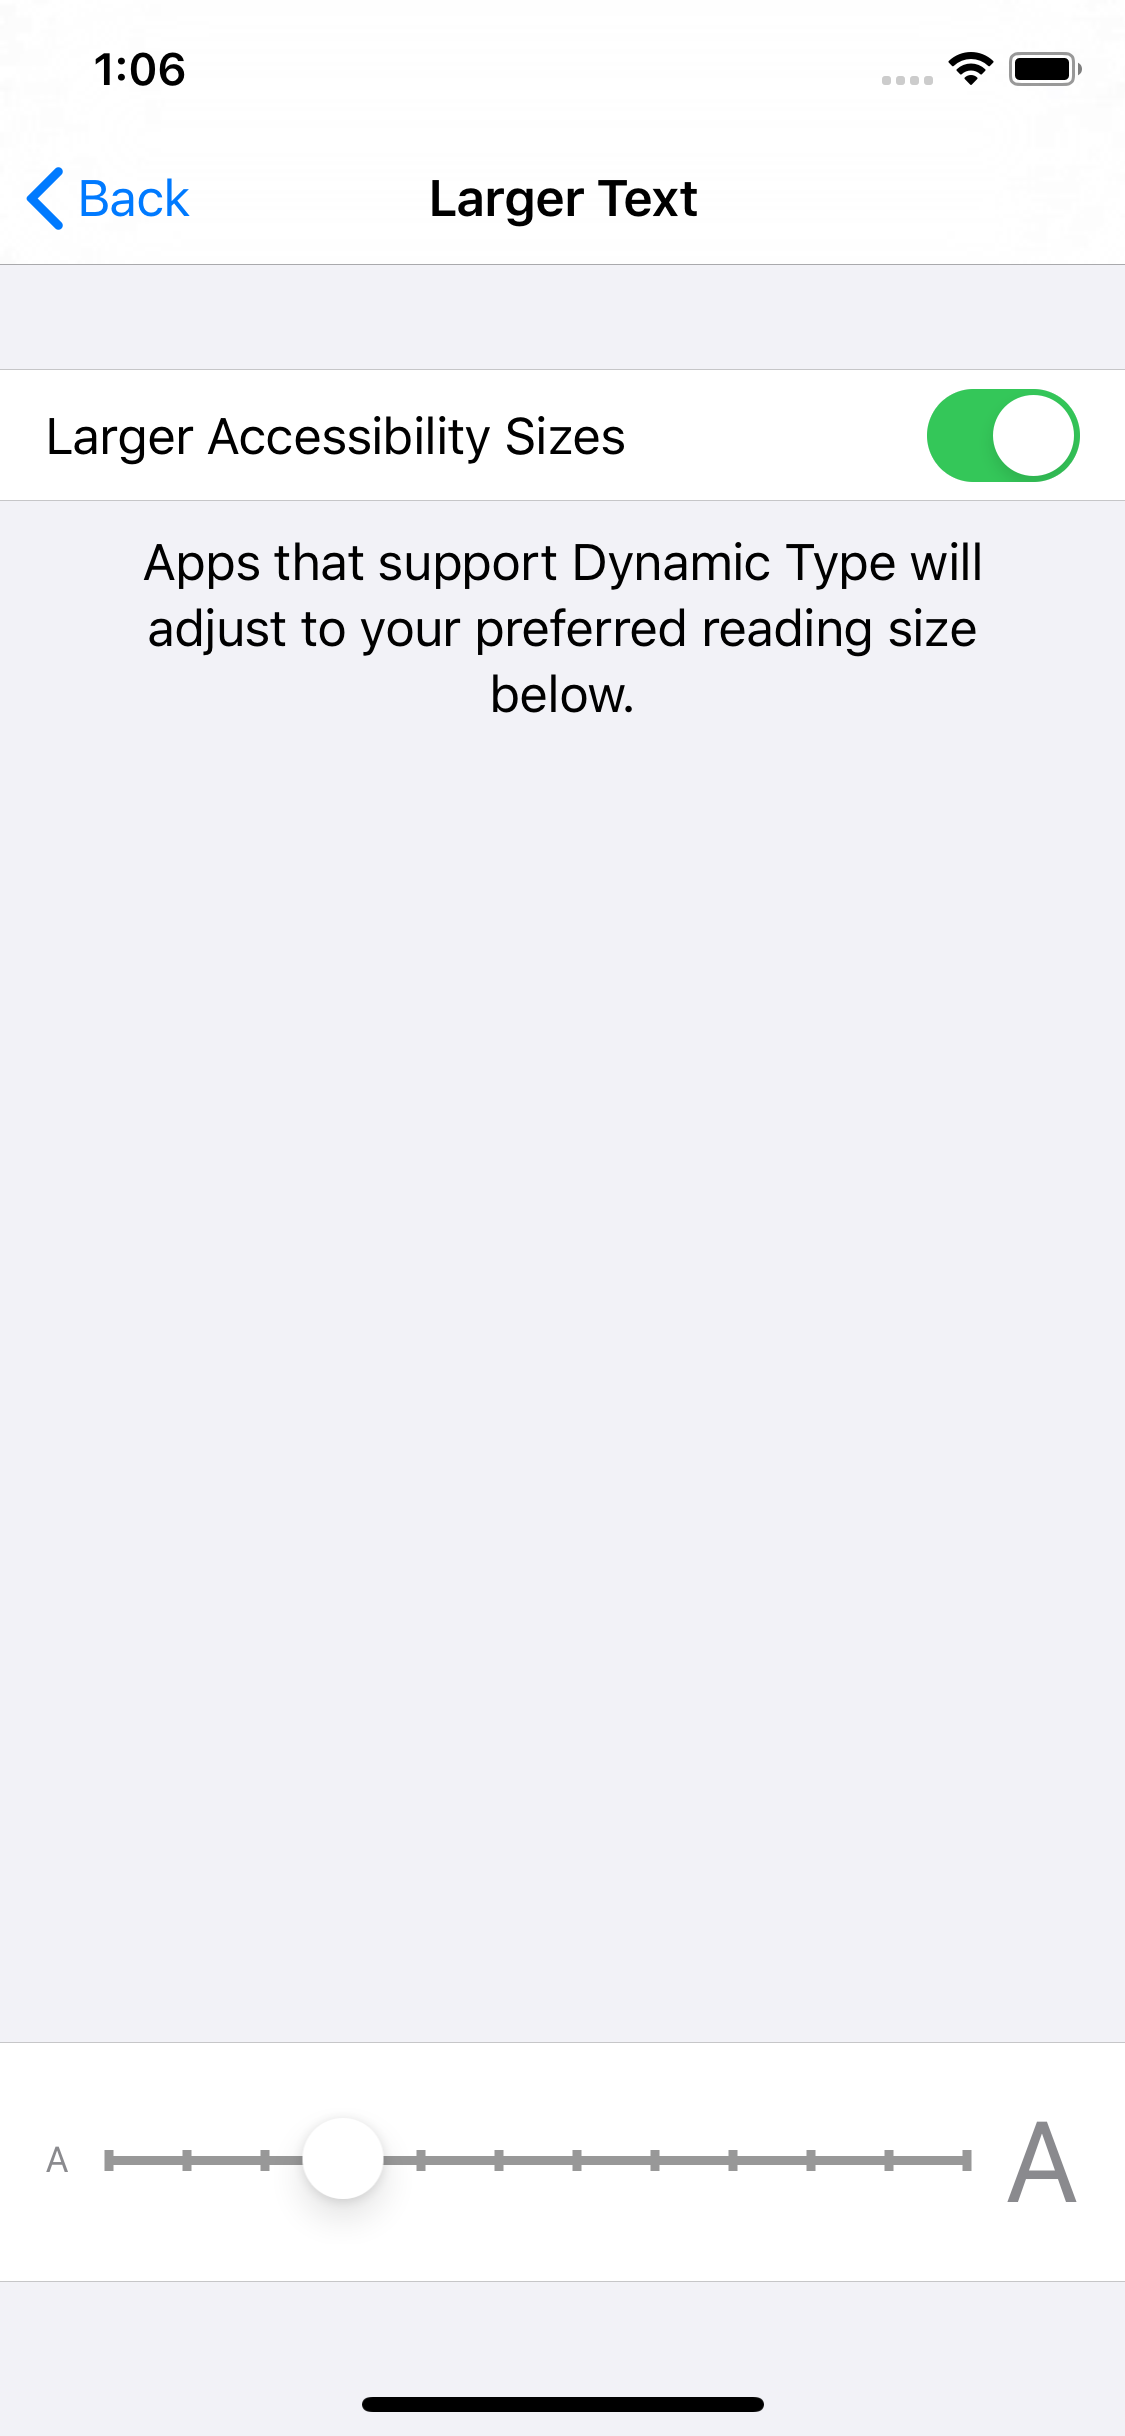 1:06
Back
Larger Text
Larger Accessibility Sizes
Apps that support Dynamic Type will
adjust to your preferred reading size
below.
A
A